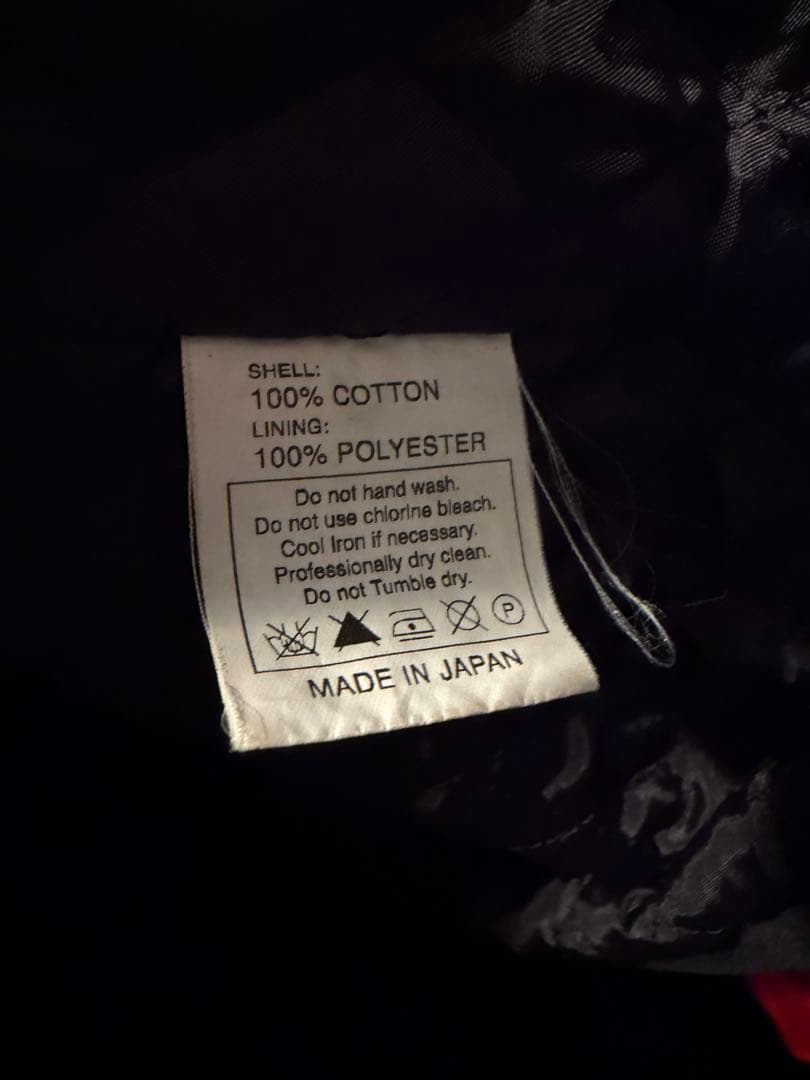 SHELL:
100% COTTON
LINING:
100% POLYESTER
Do not hand wash.
Do not use chlorine bleach.
Cool Iron if necessary.
Professionally dry clean.
Do not Tumble dry.
P
MADE IN JAPAN